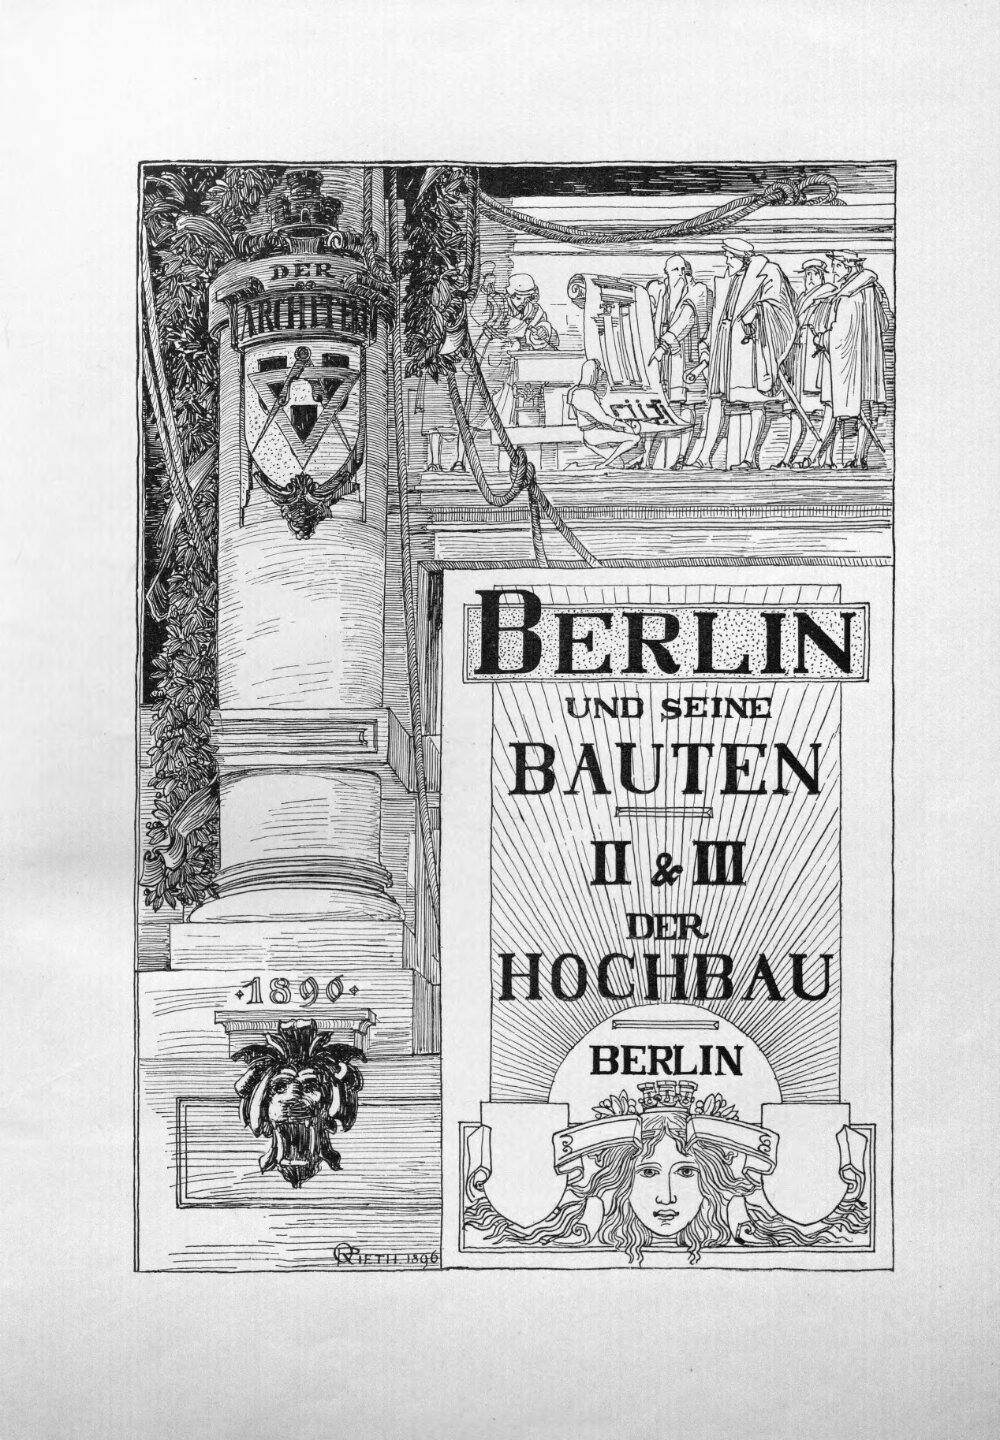 DER
ARCHITEKT
BERLIN
UND SEINE
BAUTEN
II & III
DER
HOCHBAU
BERLIN
·1896·
O RIETH. 1896